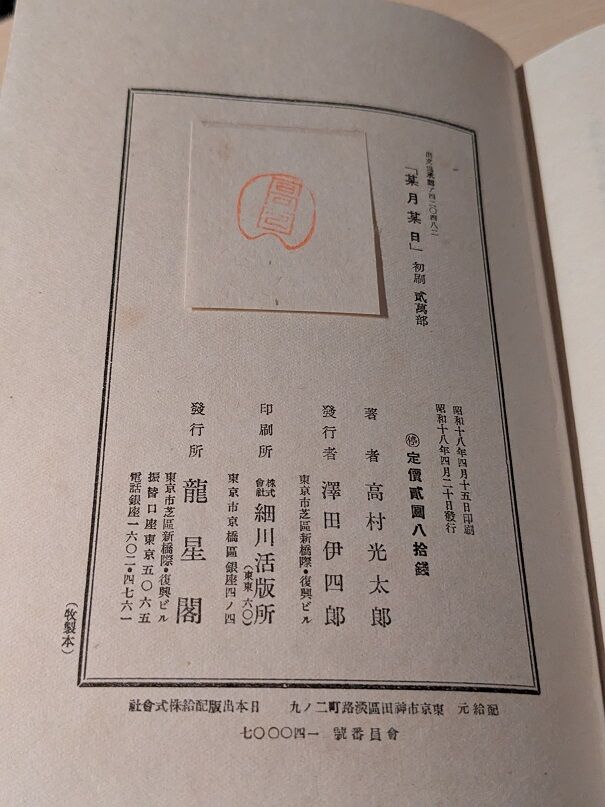 出文協承認ア四二〇四八二
「某月某日」初刷 貳萬部
昭和十八年四月十五日印刷
昭和十八年四月二十日發行
停 定價貳圓八拾錢
著者 高村光太郎
發行者 澤田伊四郎
東京市芝區新橋際・復興ビル
印刷所 株式會社 細川活版所
(東東 六〇)
東京市京橋區銀座四ノ四
發行所 龍星閣
東京市芝區新橋際・復興ビル
振替口座東京五〇六五
電話銀座一六〇二・四七六一
(牧製本)
社會式株給配版出本日 九ノ二町路淡區田神市京東 元給配
會員番號 一四〇〇〇七